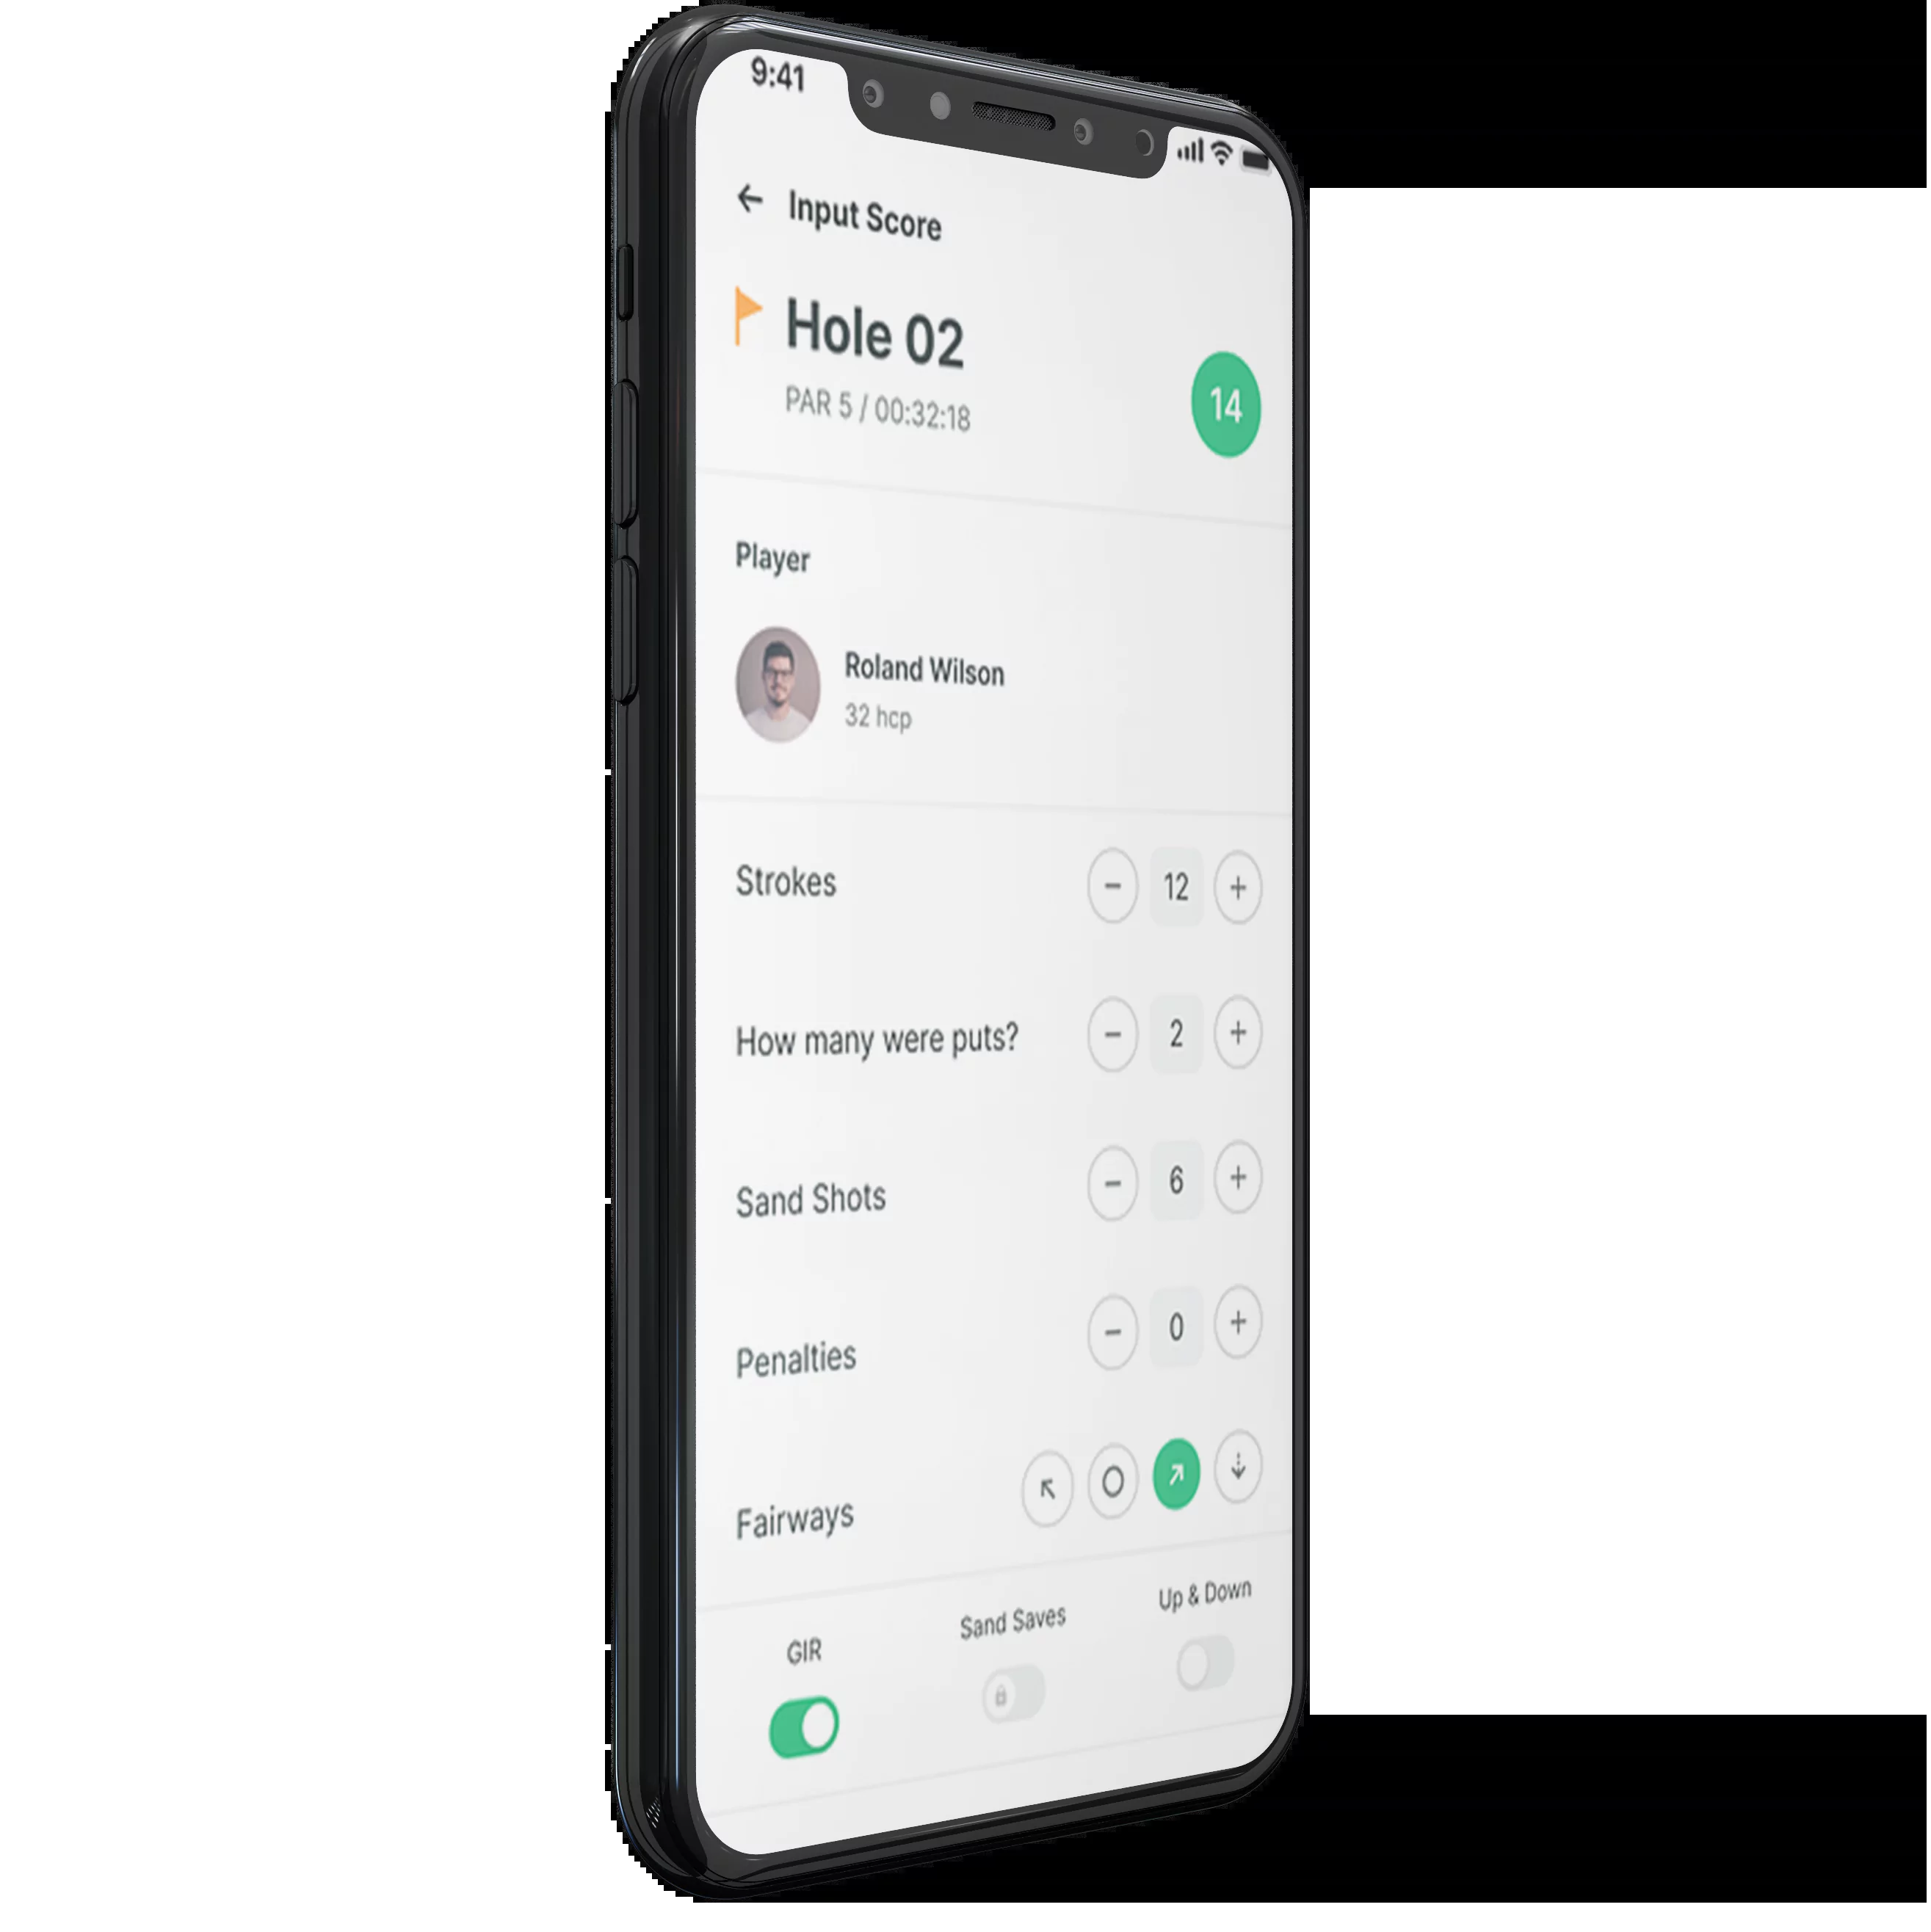 9:41
Input Score
Hole 02
PAR 5 / 00:32:18
14
Player
Roland Wilson
32 hcp
Strokes
− 12 +
How many were puts?
− 2 +
Sand Shots
− 6 +
Penalties
− 0 +
Fairways
GIR
Sand Saves
Up & Down